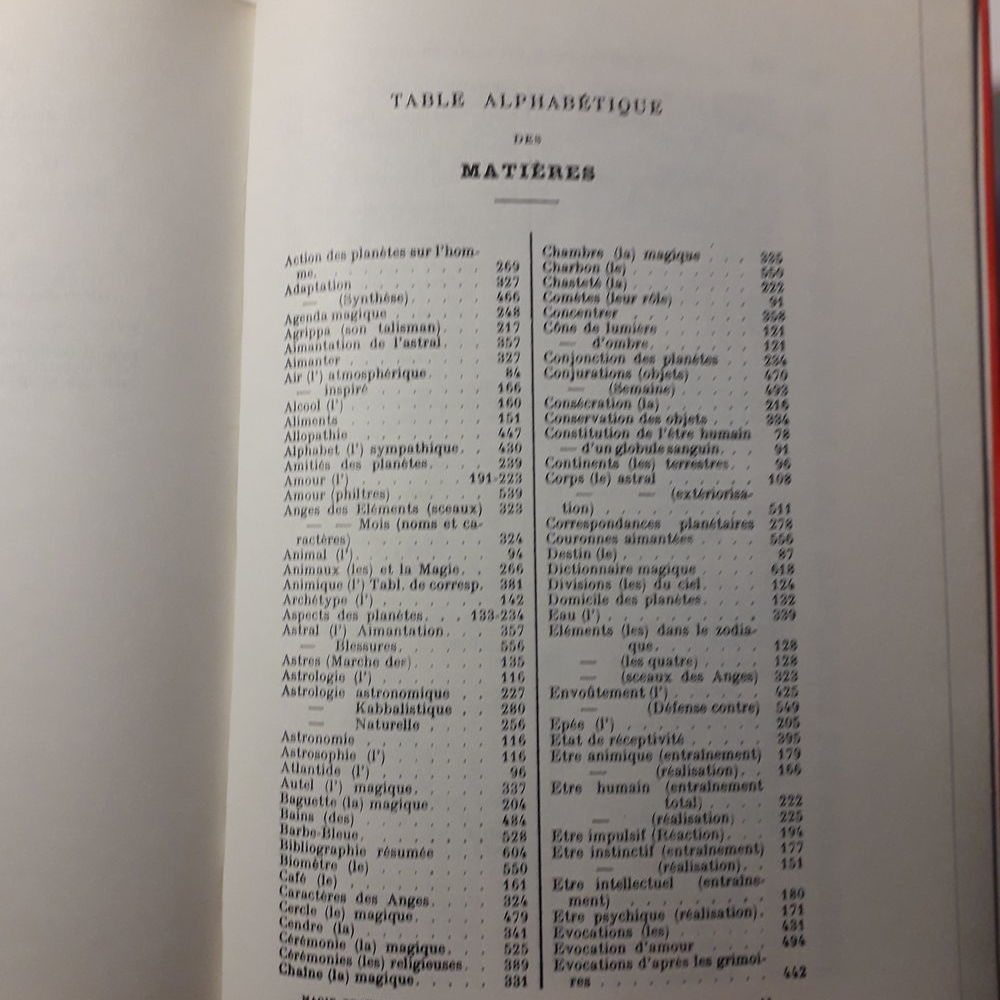 TABLE ALPHABÉTIQUE
DES
MATIÈRES
Action des planètes sur l'hom-
me. . . . . . . . . . 269
Adaptation . . . . . . . 327
— (Synthèse). . . . . 466
Agenda magique . . . . . 248
Agrippa (son talisman). . . 217
Aimantation de l'astral. . . 357
Aimanter . . . . . . . . 327
Air (l') atmosphérique. . . . 84
— inspiré . . . . . . 166
Alcool (l') . . . . . . . . 160
Aliments . . . . . . . . 151
Allopathie . . . . . . . . 447
Alphabet (l') sympathique. . 430
Amitiés des planètes. . . . 239
Amour (l') . . . . . . . 191-223
Amour (philtres) . . . . . 539
Anges des Eléments (sceaux) 323
— — Mois (noms et ca-
ractères) . . . . . . . 324
Animal (l'). . . . . . . . 94
Animaux (les) et la Magie. . 266
Animique (l') Tabl. de corresp. 381
Archétype (l') . . . . . . . 142
Aspects des planètes. . . 133-234
Astral (l') Aimantation. . . 357
— Blessures. . . . . 556
Astres (Marche des). . . . . 135
Astrologie (l') . . . . . . . 116
Astrologie astronomique . . 227
— Kabbalistique . . 280
— Naturelle . . . 256
Astronomie . . . . . . . 116
Astrosophie (l') . . . . . . 116
Atlantide (l') . . . . . . . 96
Autel (l') magique. . . . . 337
Baguette (la) magique. . . . 204
Bains (des) . . . . . . . 484
Barbe-Bleue. . . . . . . . 528
Bibliographie résumée . . . 604
Biomètre (le) . . . . . . . 550
Café (le) . . . . . . . . 161
Caractères des Anges. . . . 324
Cercle (le) magique. . . . . 479
Cendre (la) . . . . . . . 341
Cérémonie (la) magique. . . 525
Cérémonies (les) religieuses. . 389
Chaîne (la) magique. . . . . 331
Chambre (la) magique . . . 325
Charbon (le) . . . . . . . 550
Chasteté (la) . . . . . . . 222
Comètes (leur rôle) . . . . . 91
Concentrer . . . . . . . 358
Cône de lumière . . . . . 121
— d'ombre. . . . . . 121
Conjonction des planètes . . 234
Conjurations (objets) . . . . 470
— (Semaine) . . . . 493
Consécration (la) . . . . . 216
Conservation des objets . . . 334
Constitution de l'être humain 78
— d'un globule sanguin. . . 91
Continents (les) terrestres. . 96
Corps (le) astral . . . . . . 108
— — (extériorisa-
tion) . . . . . . . . 511
Correspondances planétaires 278
Couronnes aimantées . . . . 556
Destin (le) . . . . . . . . 87
Dictionnaire magique . . . . 618
Divisions (les) du ciel. . . . 124
Domicile des planètes. . . . 132
Eau (l') . . . . . . . . . 339
Eléments (les) dans le zodia-
que. . . . . . . 128
— (les quatre) . . . . 128
— (sceaux des Anges) 323
Envoûtement (l') . . . . . . 425
— (Défense contre) 549
Epée (l') . . . . . . . . 205
Etat de réceptivité . . . . . 395
Etre animique (entraînement) 179
— (réalisation). . 166
Etre humain (entraînement
total) . . . . 222
— (réalisation) . . 225
Etre impulsif (Réaction). . . 194
Etre instinctif (entraînement) 177
— (réalisation). . 151
Etre intellectuel (entraîne-
ment) . . . . . . . . 180
Etre psychique (réalisation). 171
Evocations (les) . . . . . . 431
Evocation d'amour . . . . 494
Evocations d'après les grimoi-
res . . . . . . . . . 442